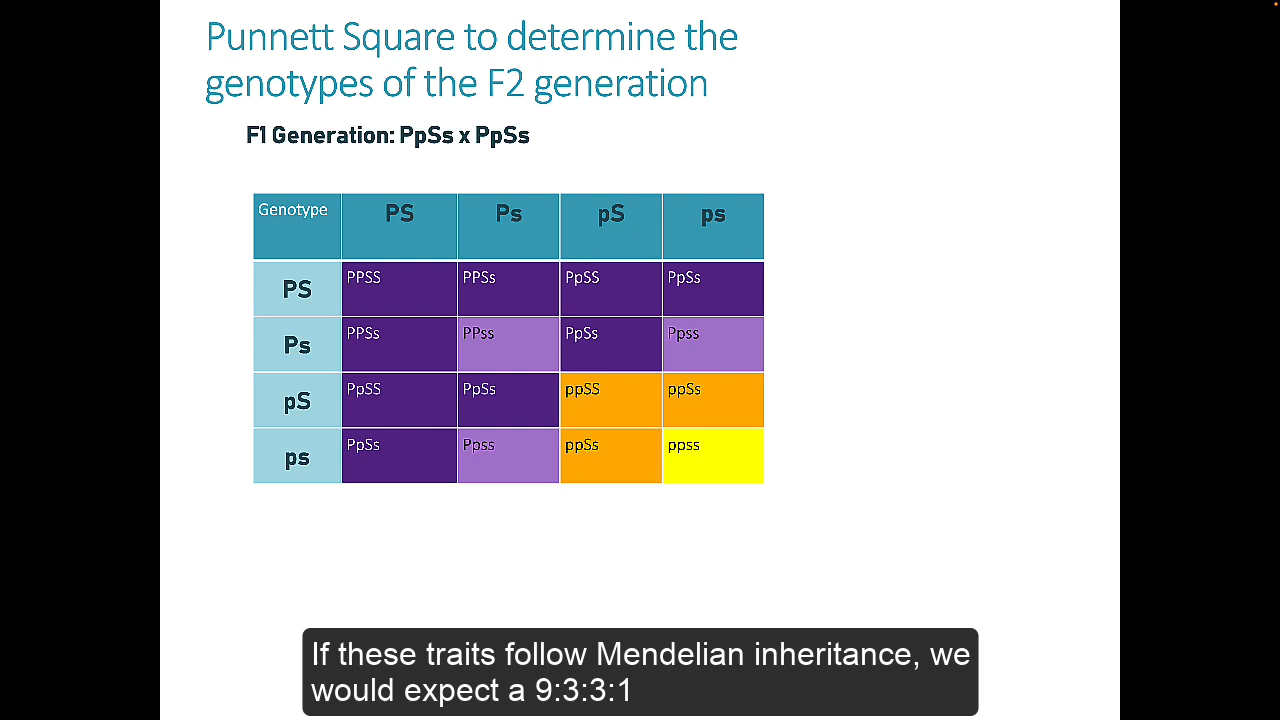 Punnett Square to determine the
genotypes of the F2 generation
F1 Generation: PpSs x PpSs
Genotype PS Ps pS ps
PS PPSS PPSs PpSS PpSs
Ps PPSs PPss PpSs Ppss
pS PpSS PpSs ppSS ppSs
ps PpSs Ppss ppSs ppss
If these traits follow Mendelian inheritance, we
would expect a 9:3:3:1